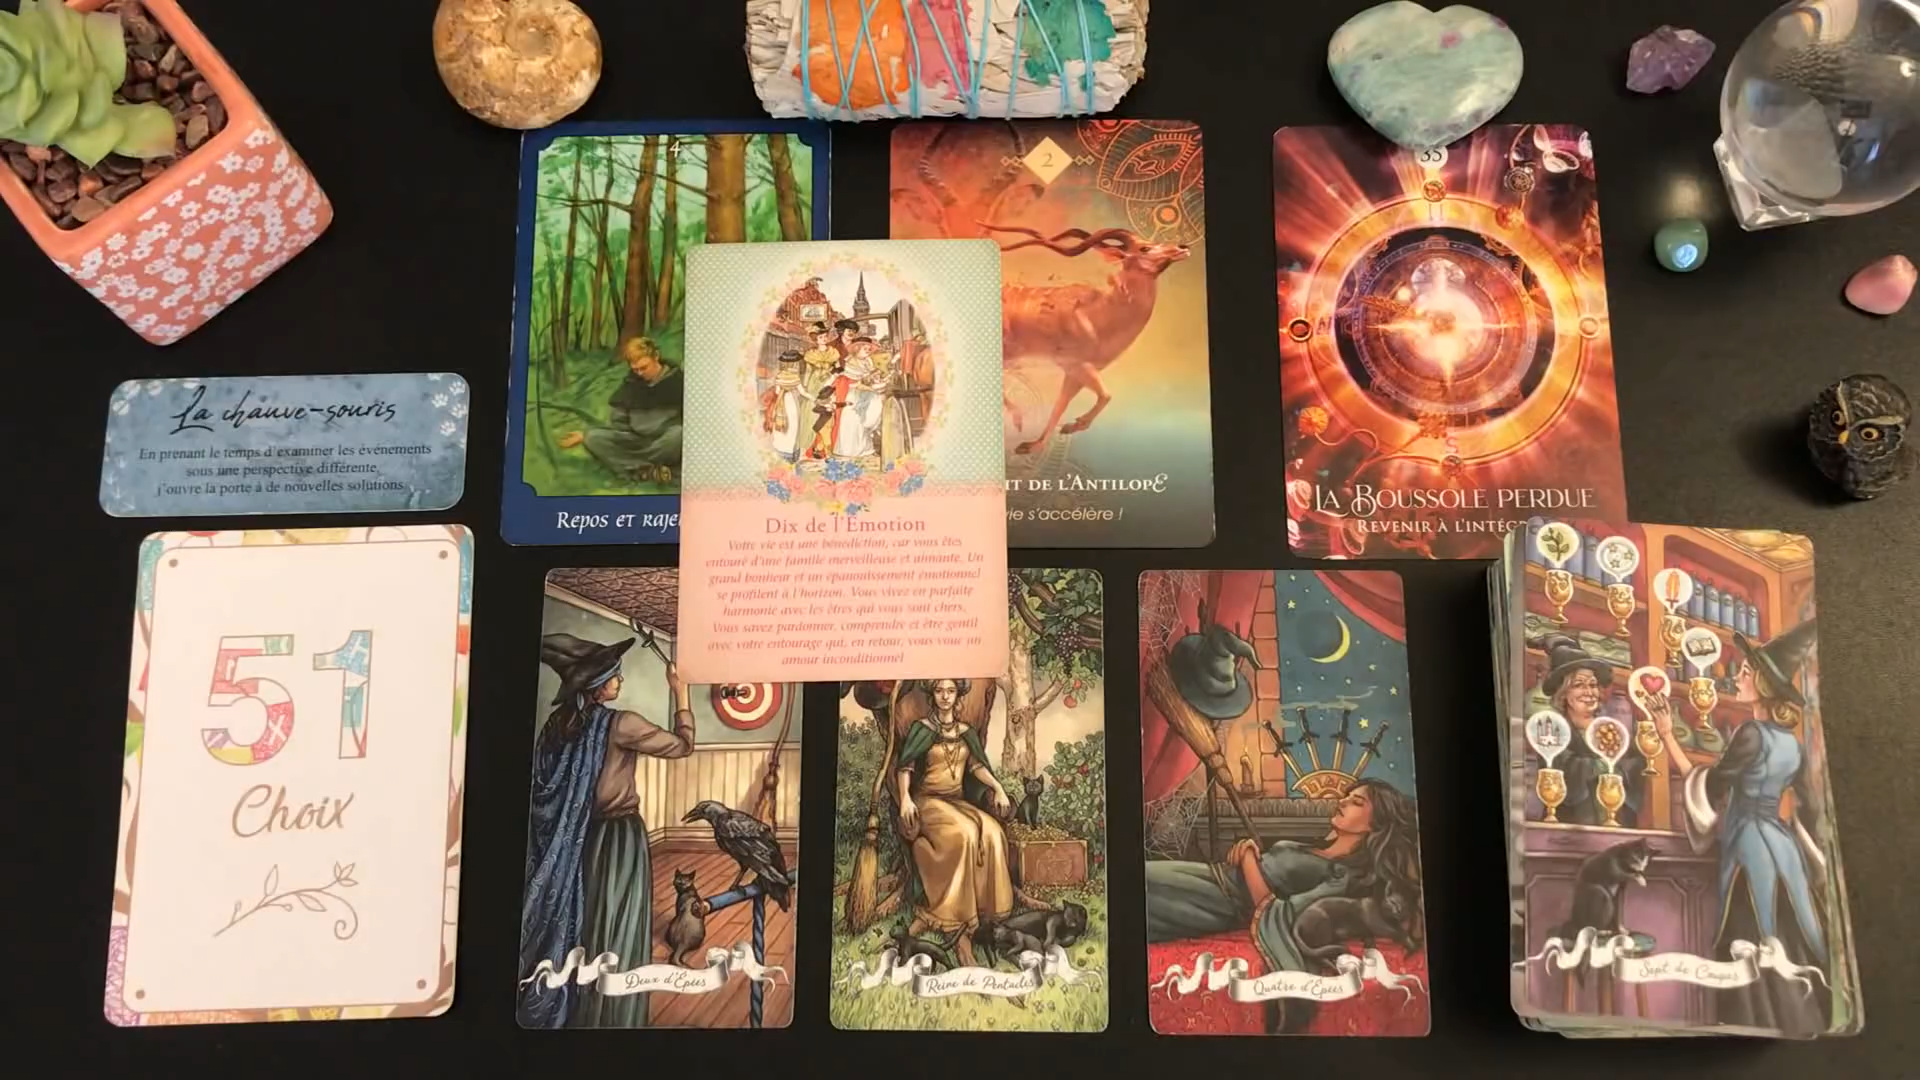 4
2
35
La chauve-souris
En prenant le temps d'examiner les événements
sous une perspective différente,
j'ouvre la porte à de nouvelles solutions
Repos et raje
it de l'Antilope
vie s'accélère !
La Boussole perdue
Revenir à l'intég
Dix de l'Emotion
Votre vie est une bénédiction, car vous êtes
entouré d'une famille merveilleuse et aimante. Un
grand bonheur et un épanouissement émotionnel
se profilent à l'horizon. Vous vivez en parfaite
harmonie avec les êtres qui vous sont chers.
Vous savez pardonner, comprendre et être gentil
avec votre entourage qui, en retour, vous voue un
amour inconditionnel
51
Choix
Deux d'Epées
Reine de Pentacles
Quatre d'Epées
Sept de Coupes